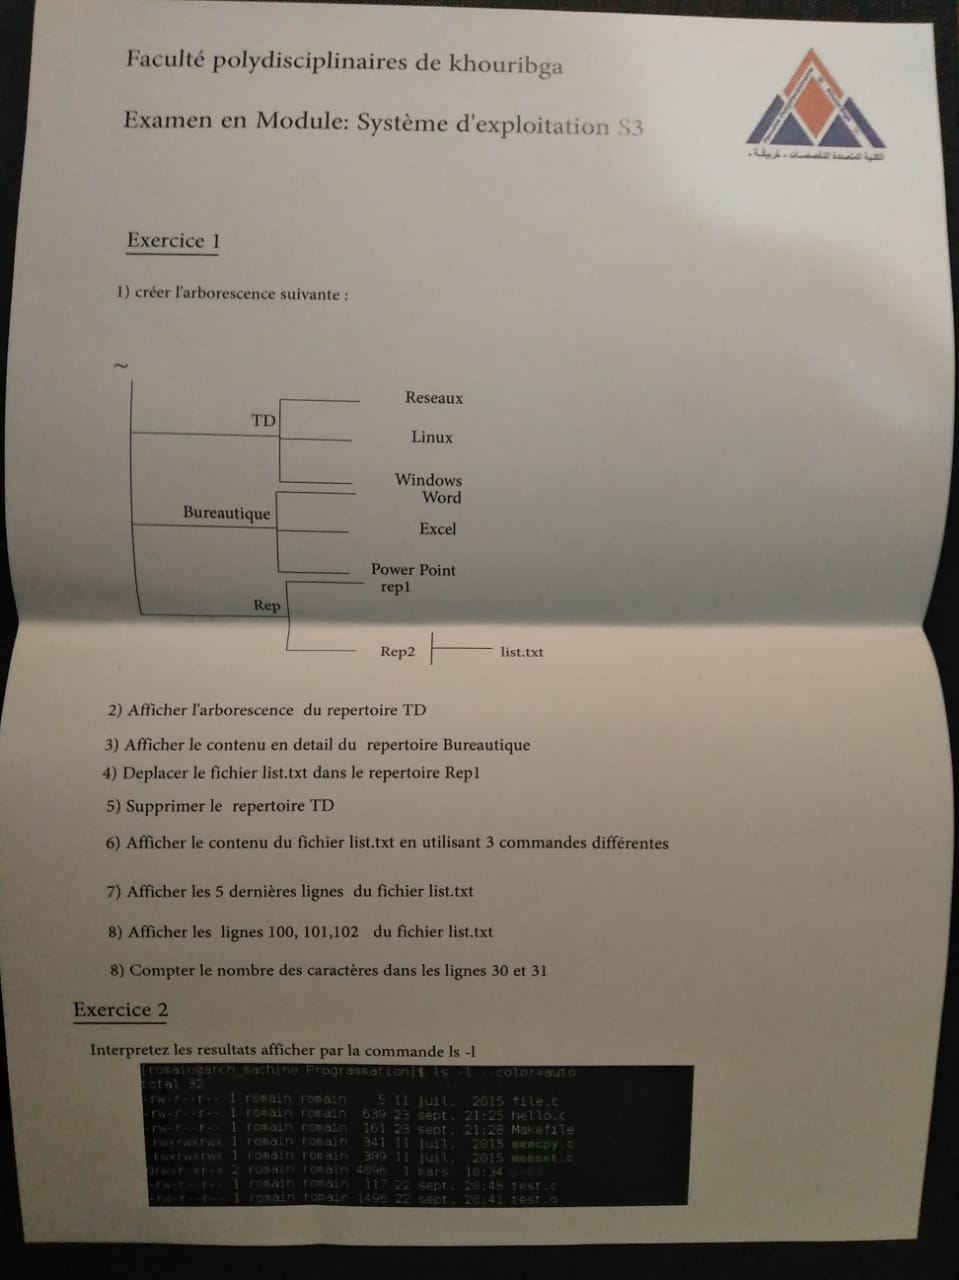 Faculté polydisciplinaires de khouribga
Examen en Module: Système d'exploitation S3
الكلية المتعددة التخصصات - خريبڭة -
Exercice 1
1) créer l'arborescence suivante :
~
Reseaux
TD
Linux
Windows
Word
Bureautique
Excel
Power Point
rep1
Rep
Rep2
list.txt
2) Afficher l'arborescence du repertoire TD
3) Afficher le contenu en detail du repertoire Bureautique
4) Deplacer le fichier list.txt dans le repertoire Rep1
5) Supprimer le repertoire TD
6) Afficher le contenu du fichier list.txt en utilisant 3 commandes différentes
7) Afficher les 5 dernières lignes du fichier list.txt
8) Afficher les lignes 100, 101,102 du fichier list.txt
8) Compter le nombre des caractères dans les lignes 30 et 31
Exercice 2
Interpretez les resultats afficher par la commande ls -l
[romain@arch_machine Programmation]$ ls -l --color=auto
total 32
-rw-r--r-- 1 romain romain 5 11 juil. 2015 file.c
-rw-r--r-- 1 romain romain 639 23 sept. 21:25 hello.c
-rw-r--r-- 1 romain romain 161 23 sept. 21:28 Makefile
-rwxrwxrwx 1 romain romain 341 11 juil. 2015 memcpy.c
-rwxrwxrwx 1 romain romain 389 11 juil. 2015 memset.c
drwxr-xr-x 2 romain romain 4096 1 mars 10:34
-rw-r--r-- 1 romain romain 117 22 sept. 20:48 test.c
-rw-r--r-- 1 romain romain 1496 22 sept. 20:41 test.o